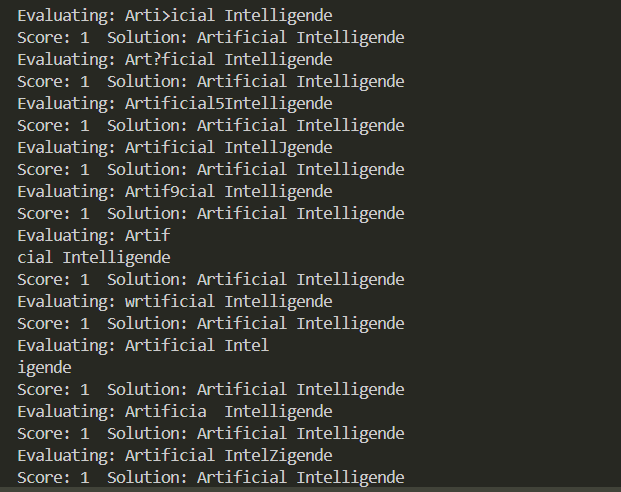 Evaluating: Arti>icial Intelligende
Score: 1  Solution: Artificial Intelligende
Evaluating: Art?ficial Intelligende
Score: 1  Solution: Artificial Intelligende
Evaluating: Artificial5Intelligende
Score: 1  Solution: Artificial Intelligende
Evaluating: Artificial IntellJgende
Score: 1  Solution: Artificial Intelligende
Evaluating: Artif9cial Intelligende
Score: 1  Solution: Artificial Intelligende
Evaluating: Artif
cial Intelligende
Score: 1  Solution: Artificial Intelligende
Evaluating: wrtificial Intelligende
Score: 1  Solution: Artificial Intelligende
Evaluating: Artificial Intel
igende
Score: 1  Solution: Artificial Intelligende
Evaluating: Artificia  Intelligende
Score: 1  Solution: Artificial Intelligende
Evaluating: Artificial IntelZigende
Score: 1  Solution: Artificial Intelligende